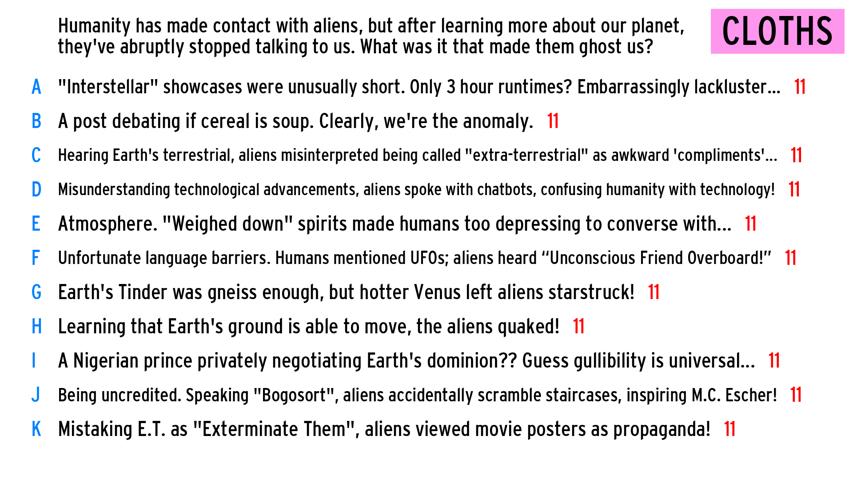 Humanity has made contact with aliens, but after learning more about our planet,
they've abruptly stopped talking to us. What was it that made them ghost us?
CLOTHS
A "Interstellar" showcases were unusually short. Only 3 hour runtimes? Embarrassingly lackluster... 11
B A post debating if cereal is soup. Clearly, we're the anomaly. 11
C Hearing Earth's terrestrial, aliens misinterpreted being called "extra-terrestrial" as awkward 'compliments'... 11
D Misunderstanding technological advancements, aliens spoke with chatbots, confusing humanity with technology! 11
E Atmosphere. "Weighed down" spirits made humans too depressing to converse with... 11
F Unfortunate language barriers. Humans mentioned UFOs; aliens heard “Unconscious Friend Overboard!” 11
G Earth's Tinder was gneiss enough, but hotter Venus left aliens starstruck! 11
H Learning that Earth's ground is able to move, the aliens quaked! 11
I A Nigerian prince privately negotiating Earth's dominion?? Guess gullibility is universal... 11
J Being uncredited. Speaking "Bogosort", aliens accidentally scramble staircases, inspiring M.C. Escher! 11
K Mistaking E.T. as "Exterminate Them", aliens viewed movie posters as propaganda! 11